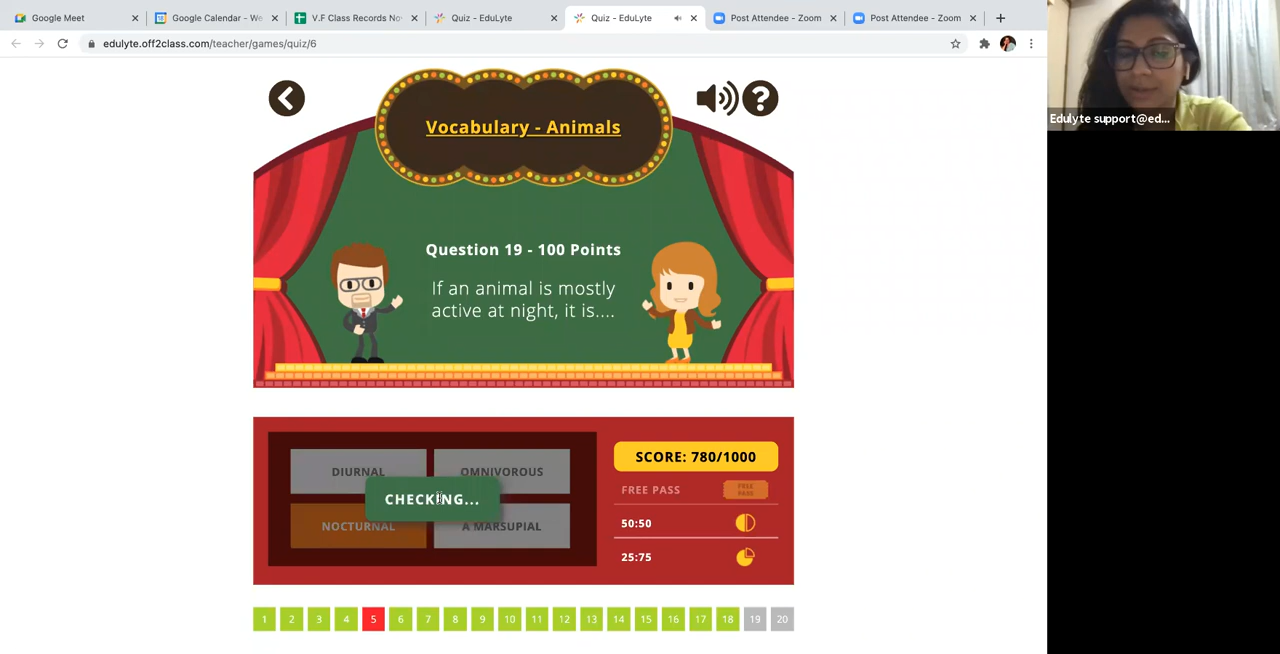 Google Meet
Google Calendar - We
V.F Class Records No
Quiz - EduLyte
Quiz - EduLyte
Post Attendee - Zoom
Post Attendee - Zoom
edulyte.off2class.com/teacher/games/quiz/6
Edulyte support@ed...
Vocabulary - Animals
?
Question 19 - 100 Points
If an animal is mostly
active at night, it is....
DIURNAL
OMNIVOROUS
CHECKING...
NOCTURNAL
A MARSUPIAL
SCORE: 780/1000
FREE PASS
FREE
PASS
50:50
25:75
1 2 3 4 5 6 7 8 9 10 11 12 13 14 15 16 17 18 19 20